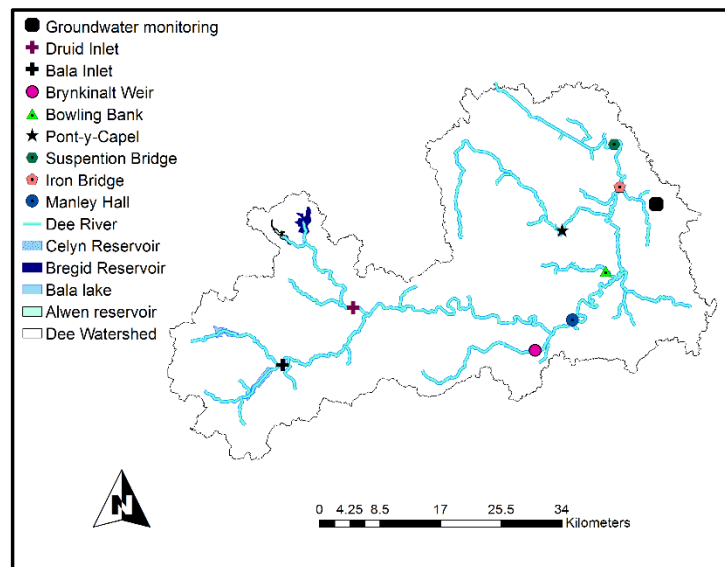 Groundwater monitoring
Druid Inlet
Bala Inlet
Brynkinalt Weir
Bowling Bank
Pont-y-Capel
Suspention Bridge
Iron Bridge
Manley Hall
Dee River
Celyn Reservoir
Bregid Reservoir
Bala lake
Alwen reservoir
Dee Watershed
N
0 4.25 8.5 17 25.5 34
Kilometers